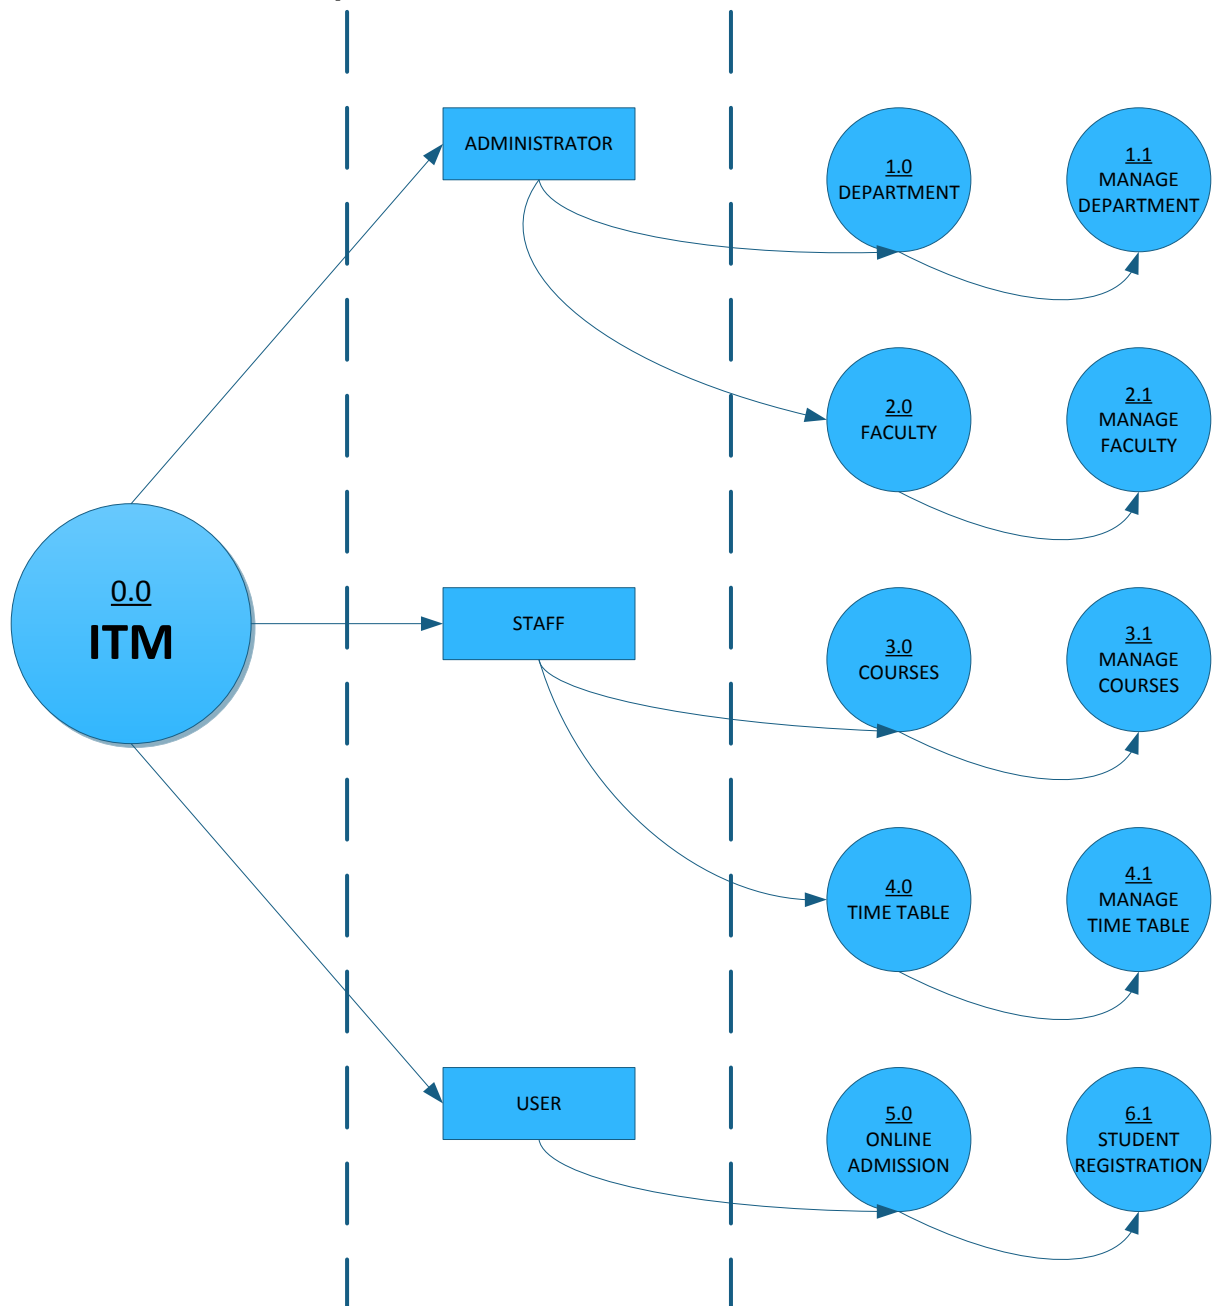 0.0
ITM
ADMINISTRATOR
STAFF
USER
1.0
DEPARTMENT
1.1
MANAGE
DEPARTMENT
2.0
FACULTY
2.1
MANAGE
FACULTY
3.0
COURSES
3.1
MANAGE
COURSES
4.0
TIME TABLE
4.1
MANAGE
TIME TABLE
5.0
ONLINE
ADMISSION
6.1
STUDENT
REGISTRATION